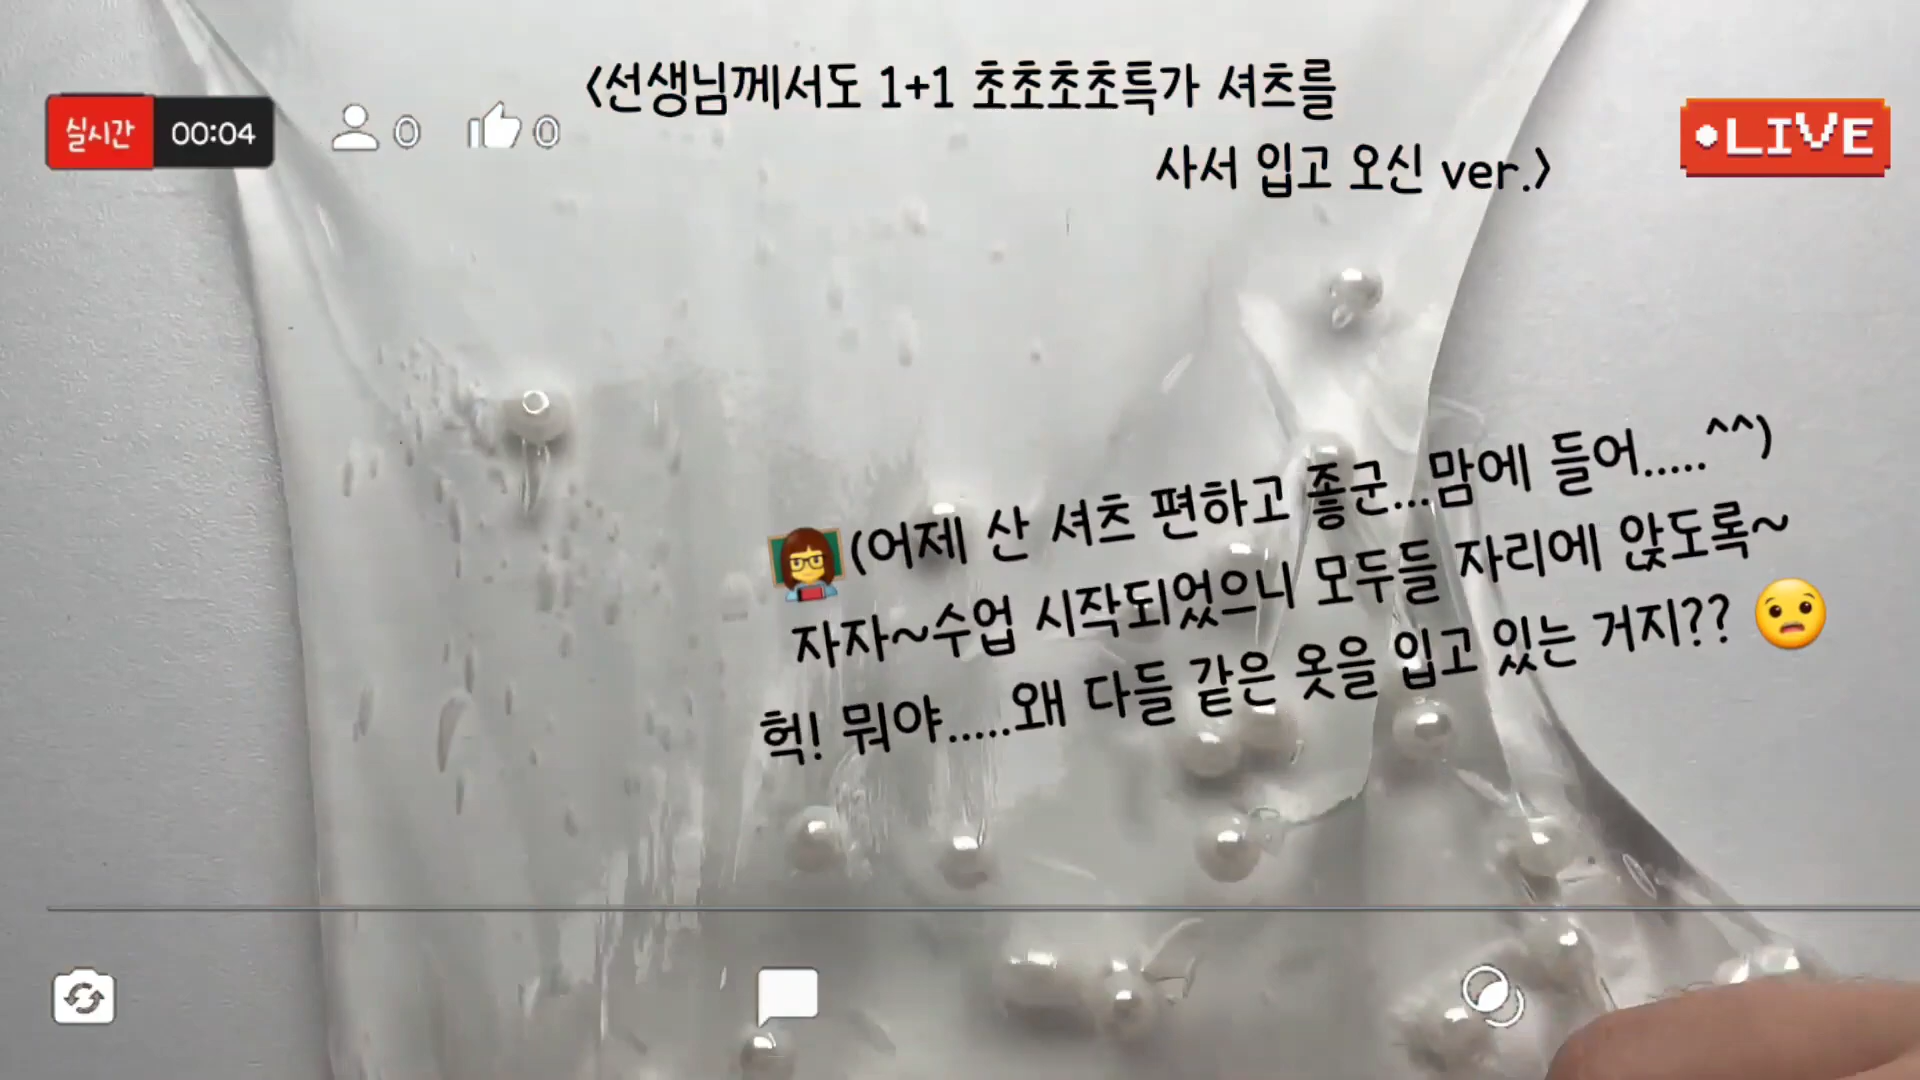 <선생님께서도 1+1 초초초초특가 셔츠를
사서 입고 오신 ver.>
실시간 00:04
0 0
LIVE
(어제 산 셔츠 편하고 좋군...맘에 들어.....^^)
자자~수업 시작되었으니 모두들 자리에 앉도록~
헉! 뭐야.....왜 다들 같은 옷을 입고 있는 거지??